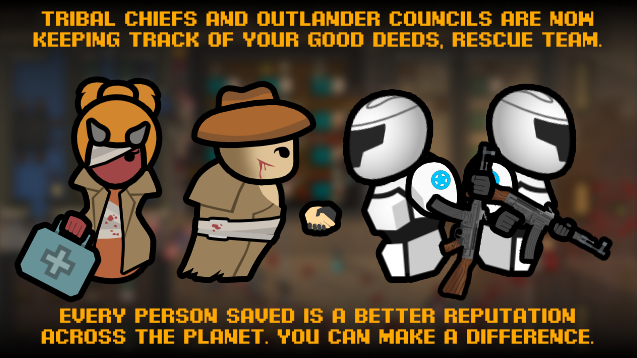 TRIBAL CHIEFS AND OUTLANDER COUNCILS ARE NOW
KEEPING TRACK OF YOUR GOOD DEEDS, RESCUE TEAM.
EVERY PERSON SAVED IS A BETTER REPUTATION
ACROSS THE PLANET. YOU CAN MAKE A DIFFERENCE.